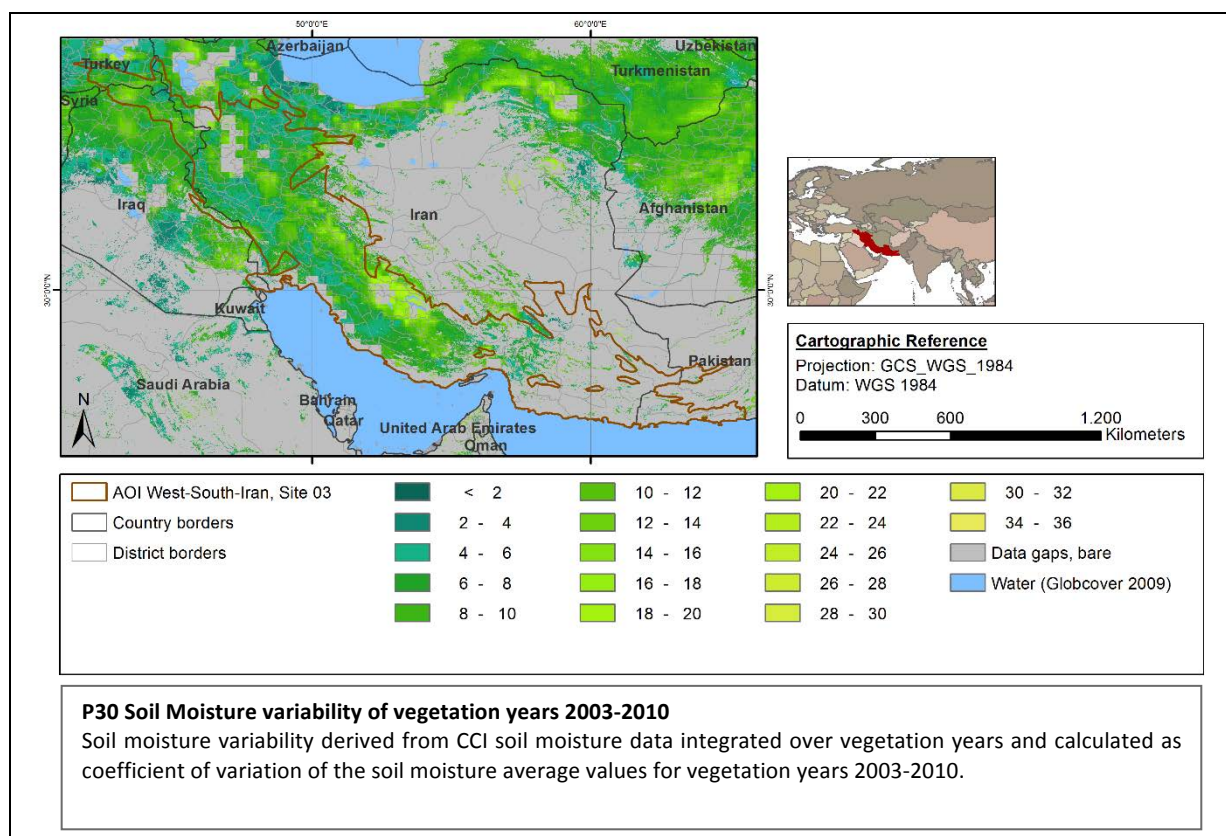 50°0'0"E
60°0'0"E
Azerbaijan
Uzbekistan
Turkey
Turkmenistan
Syria
Iraq
Iran
Afghanistan
30°0'0"N
30°0'0"N
Kuwait
Pakistan
Saudi Arabia
N
Bahrain
Qatar
United Arab Emirates
Oman
Cartographic Reference
Projection: GCS_WGS_1984
Datum: WGS 1984
0 300 600 1.200
Kilometers
AOI West-South-Iran, Site 03
Country borders
District borders
< 2
2 - 4
4 - 6
6 - 8
8 - 10
10 - 12
12 - 14
14 - 16
16 - 18
18 - 20
20 - 22
22 - 24
24 - 26
26 - 28
28 - 30
30 - 32
34 - 36
Data gaps, bare
Water (Globcover 2009)
P30 Soil Moisture variability of vegetation years 2003-2010
Soil moisture variability derived from CCI soil moisture data integrated over vegetation years and calculated as
coefficient of variation of the soil moisture average values for vegetation years 2003-2010.